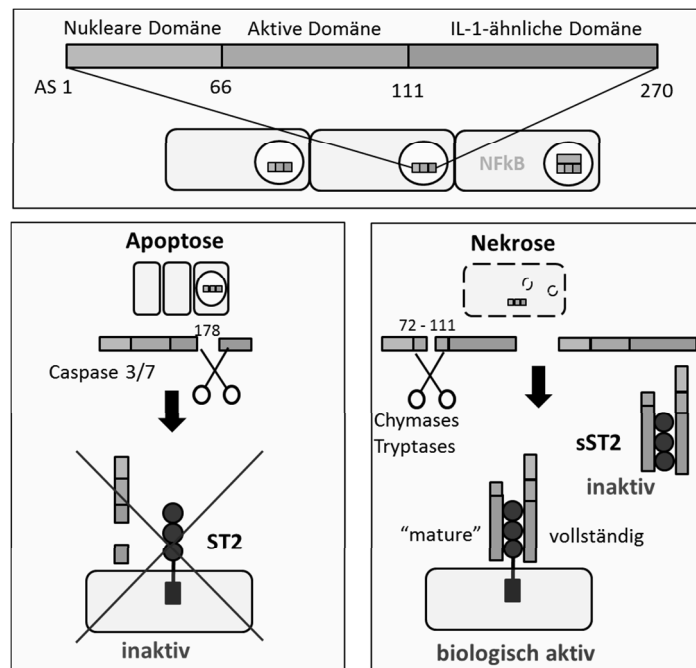 Nukleare Domäne Aktive Domäne IL-1-ähnliche Domäne
AS 1 66 111 270
NFkB
Apoptose
178
Caspase 3/7
ST2
inaktiv
Nekrose
72 - 111
Chymases
Tryptases
sST2
inaktiv
"mature" vollständig
biologisch aktiv